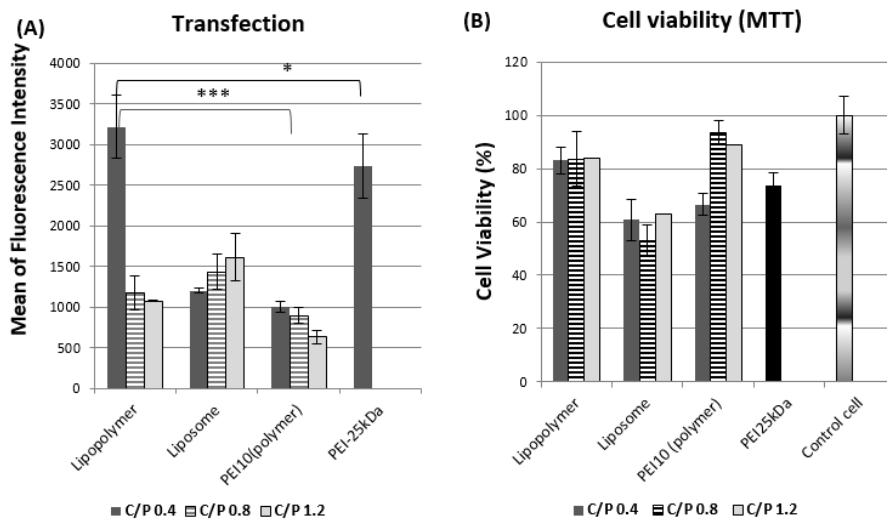 (A)
Transfection
Mean of Fluorescence Intensity
4000
3500
3000
2500
2000
1500
1000
500
0
*
***
Lipopolymer
Liposome
PEI10(polymer)
PEI-25kDa
C/P 0.4 C/P 0.8 C/P 1.2
(B)
Cell viability (MTT)
Cell Viability (%)
120
100
80
60
40
20
0
Lipopolymer
Liposome
PEI10 (polymer)
PEI25kDa
Control cell
C/P 0.4 C/P 0.8 C/P 1.2